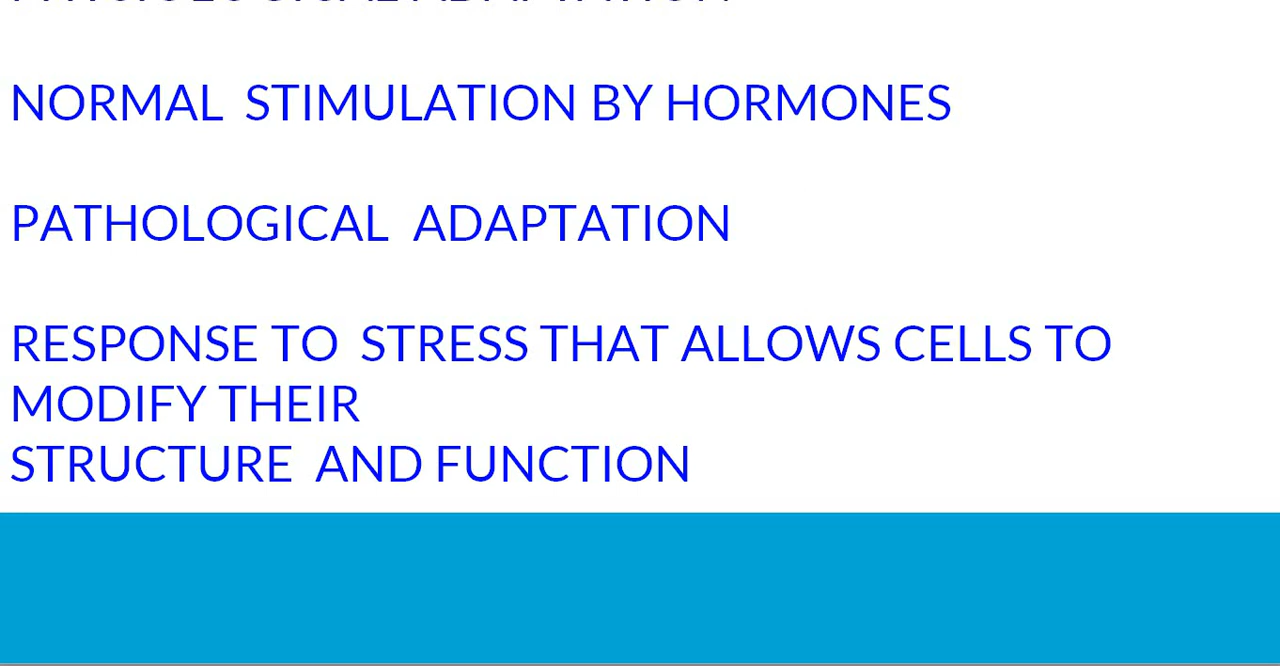 NORMAL STIMULATION BY HORMONES
PATHOLOGICAL ADAPTATION
RESPONSE TO STRESS THAT ALLOWS CELLS TO
MODIFY THEIR
STRUCTURE AND FUNCTION